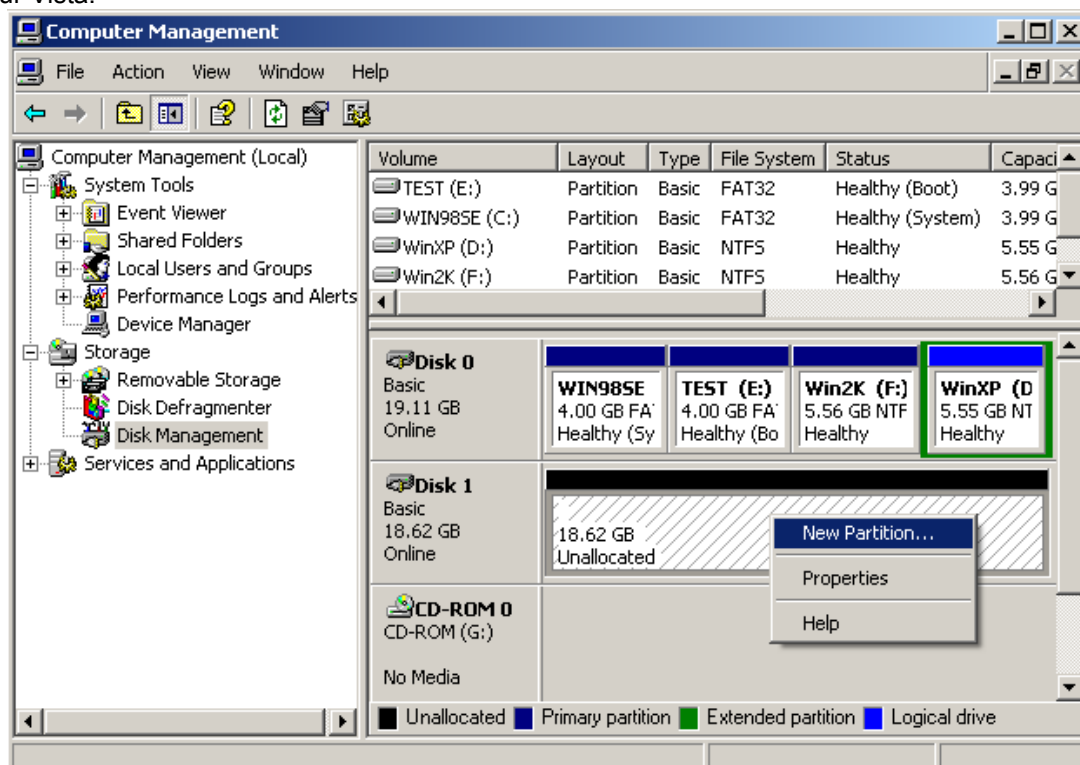 Vista.
Computer Management
File Action View Window Help
Computer Management (Local)
System Tools
Event Viewer
Shared Folders
Local Users and Groups
Performance Logs and Alerts
Device Manager
Storage
Removable Storage
Disk Defragmenter
Disk Management
Services and Applications
Volume Layout Type File System Status Capaci
TEST (E:) Partition Basic FAT32 Healthy (Boot) 3.99 G
WIN98SE (C:) Partition Basic FAT32 Healthy (System) 3.99 G
WinXP (D:) Partition Basic NTFS Healthy 5.55 G
Win2K (F:) Partition Basic NTFS Healthy 5.56 G
Disk 0
Basic
19.11 GB
Online
WIN98SE
4.00 GB FA
Healthy (Sy
TEST (E:)
4.00 GB FA
Healthy (Bo
Win2K (F:)
5.56 GB NTF
Healthy
WinXP (D
5.55 GB NT
Healthy
Disk 1
Basic
18.62 GB
Online
18.62 GB
Unallocated
New Partition...
Properties
Help
CD-ROM 0
CD-ROM (G:)
No Media
Unallocated Primary partition Extended partition Logical drive